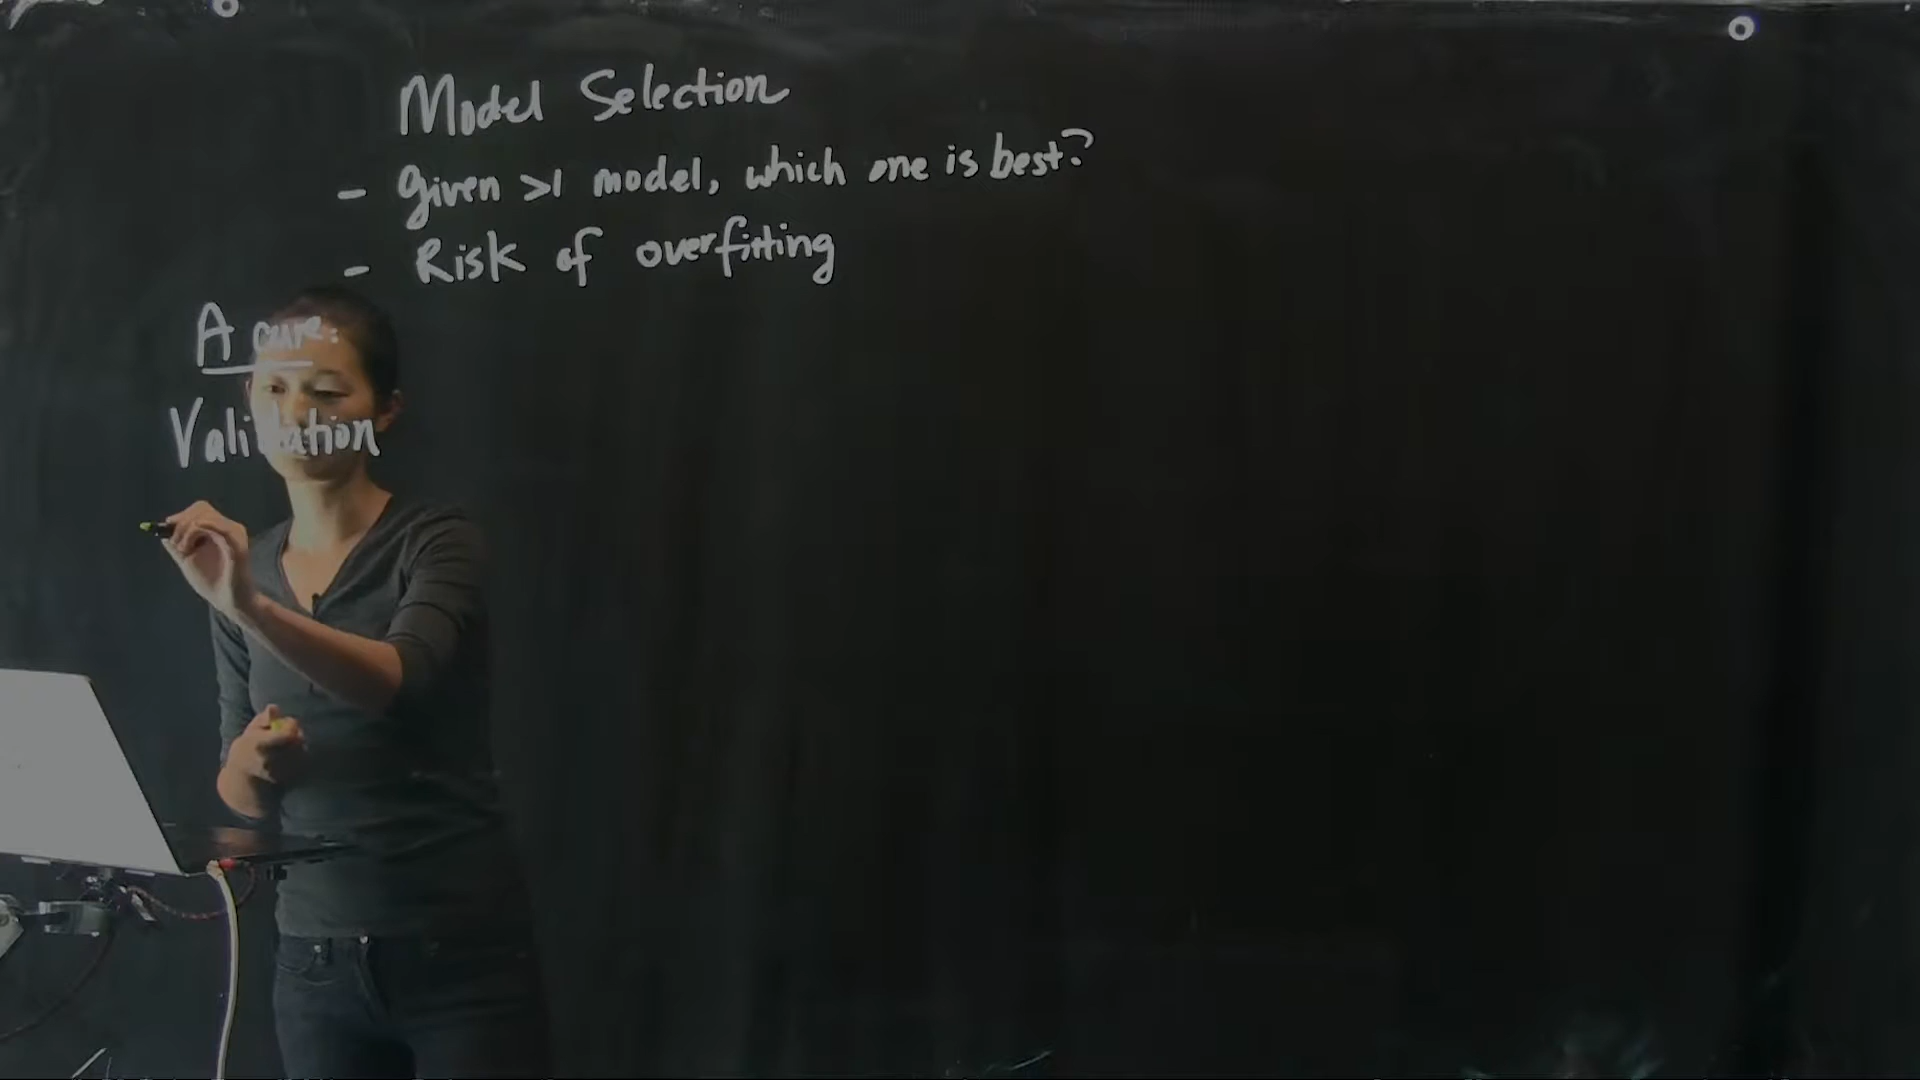 Model Selection
- Given >1 model, which one is best?
- Risk of overfitting
A cure:
Validation